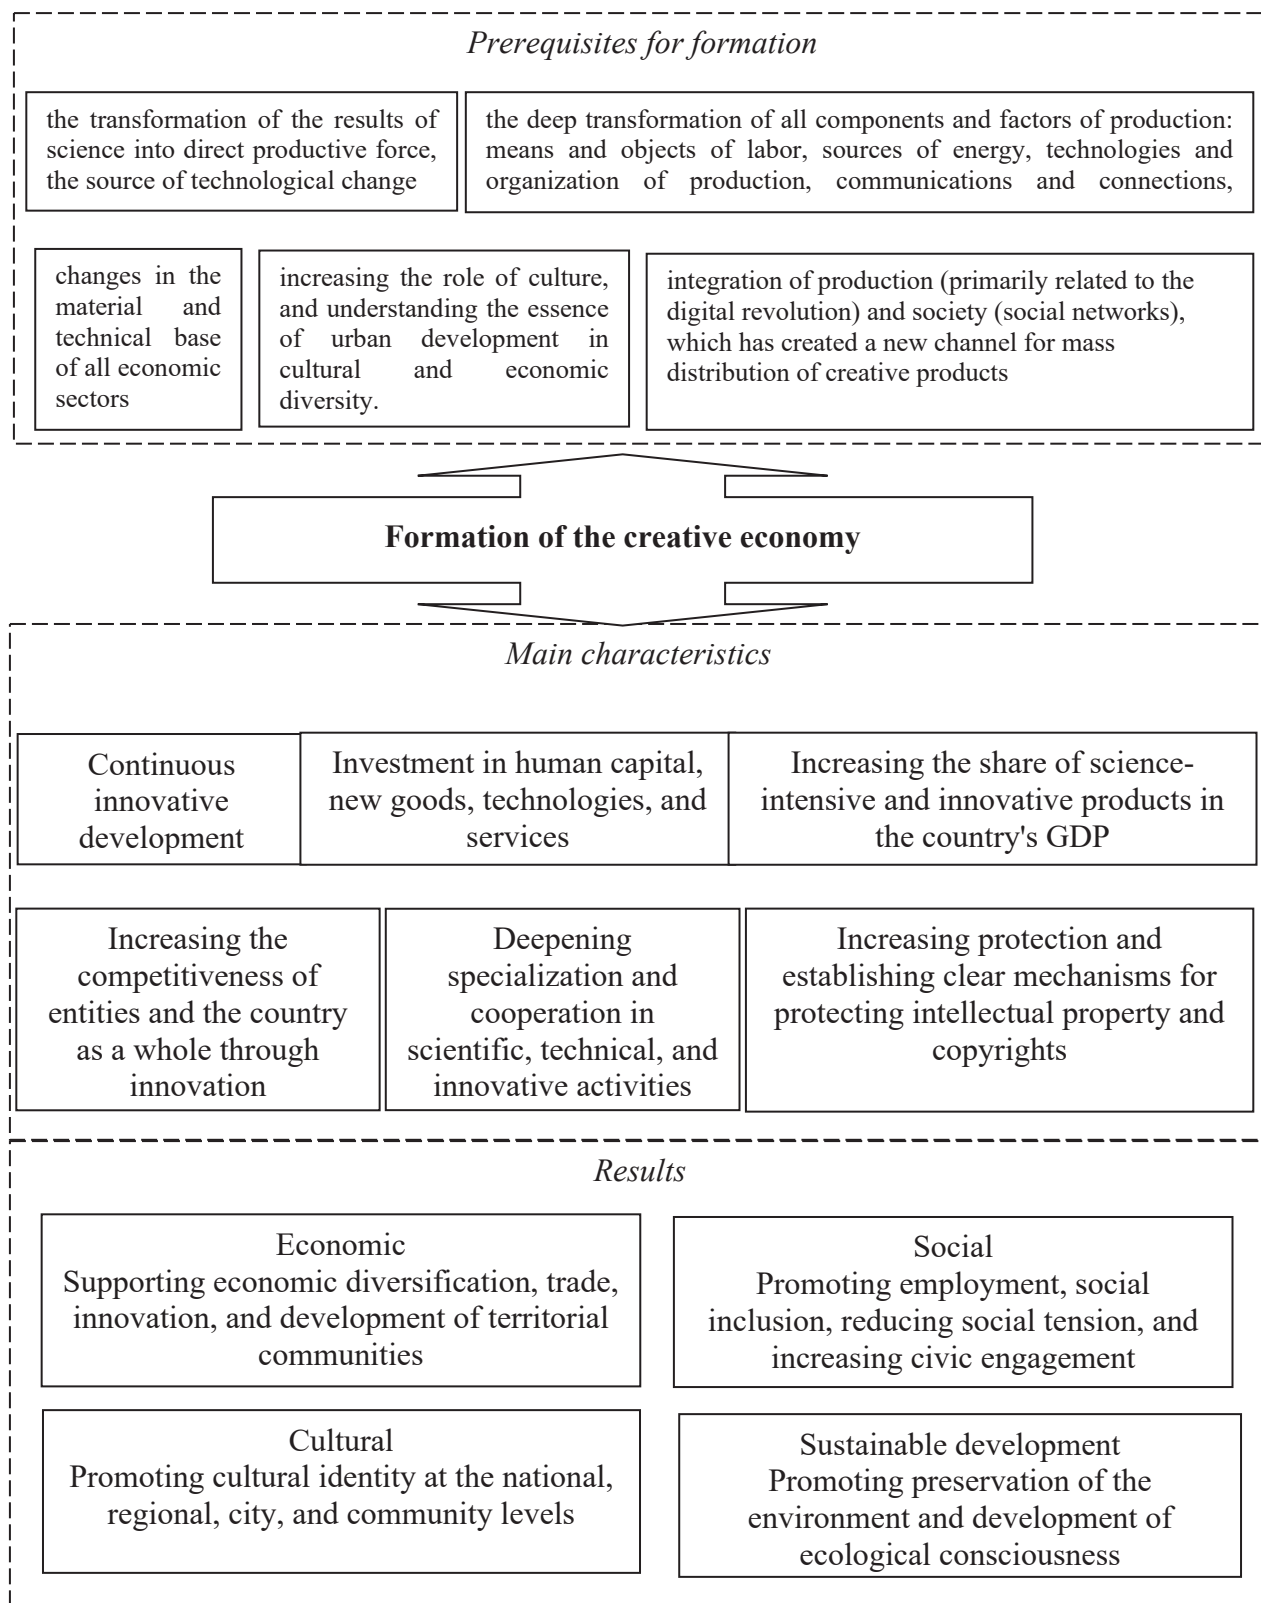 Prerequisites for formation
the transformation of the results of
science into direct productive force,
the source of technological change
the deep transformation of all components and factors of production:
means and objects of labor, sources of energy, technologies and
organization of production, communications and connections,
changes in the
material and
technical base
of all economic
sectors
increasing the role of culture,
and understanding the essence
of urban development in
cultural and economic
diversity.
integration of production (primarily related to the
digital revolution) and society (social networks),
which has created a new channel for mass
distribution of creative products
Formation of the creative economy
Main characteristics
Continuous
innovative
development
Investment in human capital,
new goods, technologies, and
services
Increasing the share of science-
intensive and innovative products in
the country's GDP
Increasing the
competitiveness of
entities and the country
as a whole through
innovation
Deepening
specialization and
cooperation in
scientific, technical, and
innovative activities
Increasing protection and
establishing clear mechanisms for
protecting intellectual property and
copyrights
Results
Economic
Supporting economic diversification, trade,
innovation, and development of territorial
communities
Social
Promoting employment, social
inclusion, reducing social tension, and
increasing civic engagement
Cultural
Promoting cultural identity at the national,
regional, city, and community levels
Sustainable development
Promoting preservation of the
environment and development of
ecological consciousness